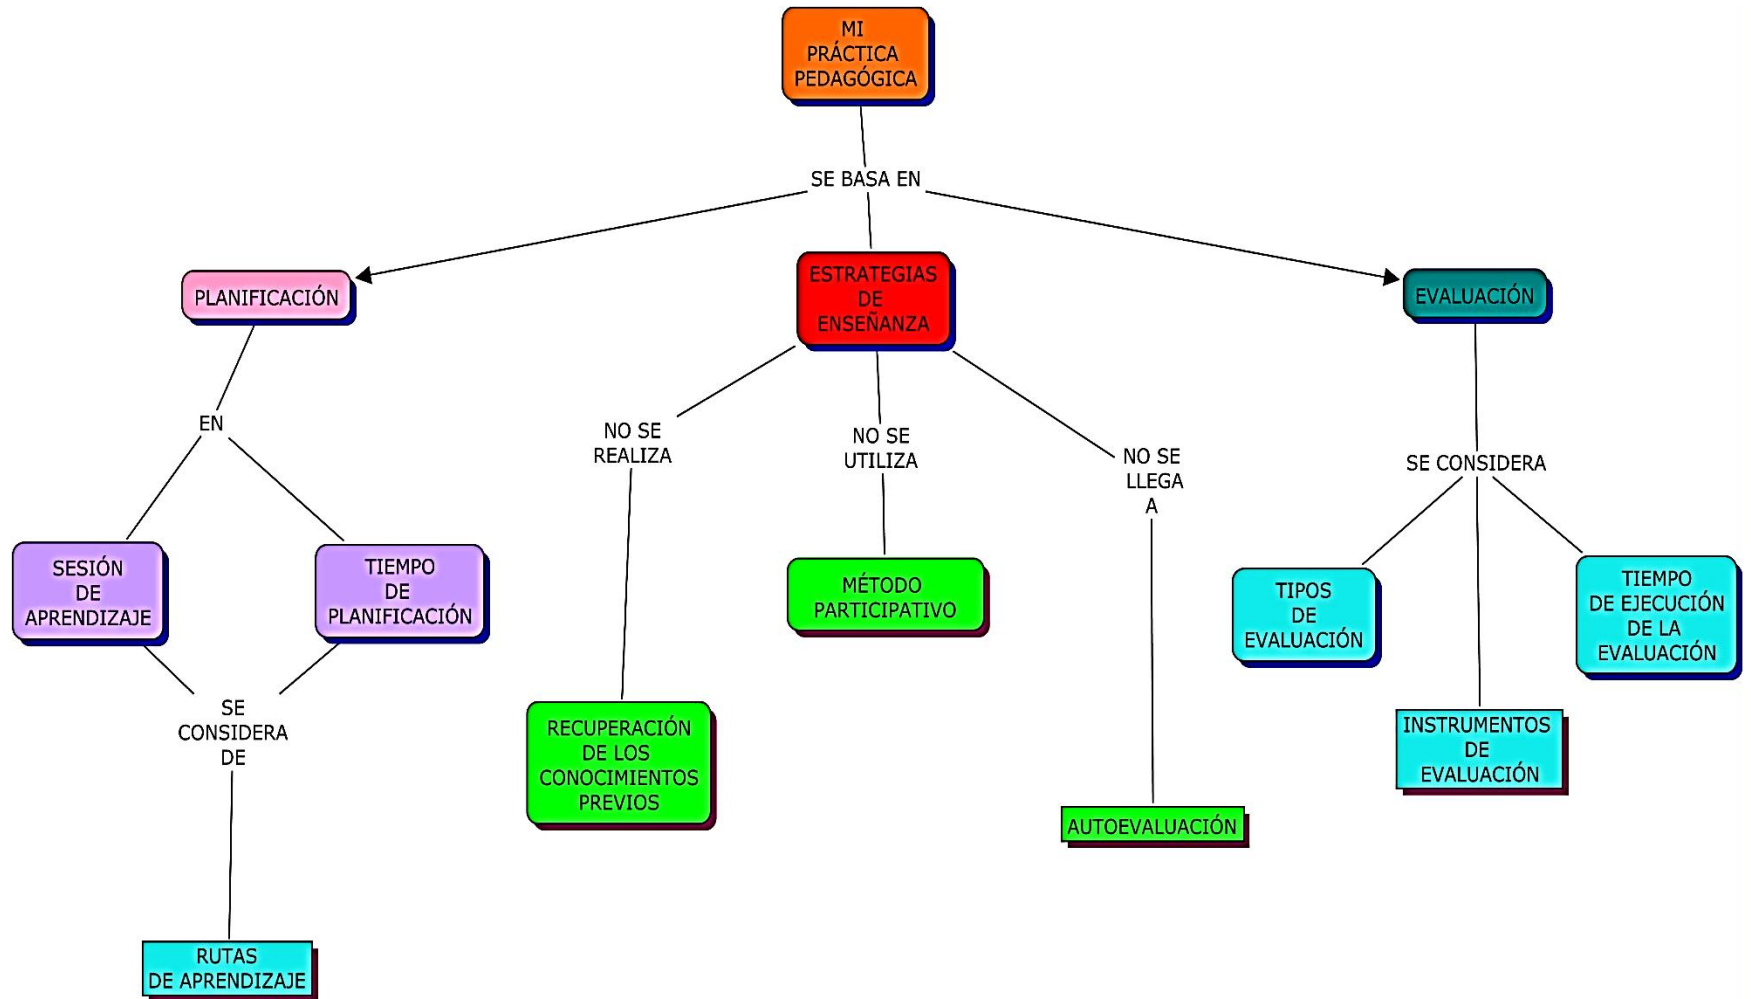 MI
PRÁCTICA
PEDAGÓGICA
SE BASA EN
PLANIFICACIÓN
ESTRATEGIAS
DE
ENSEÑANZA
EVALUACIÓN
EN
NO SE
REALIZA
NO SE
UTILIZA
NO SE
LLEGA
A
SE CONSIDERA
SESIÓN
DE
APRENDIZAJE
TIEMPO
DE
PLANIFICACIÓN
MÉTODO
PARTICIPATIVO
TIPOS
DE
EVALUACIÓN
TIEMPO
DE EJECUCIÓN
DE LA
EVALUACIÓN
SE
CONSIDERA
DE
RECUPERACIÓN
DE LOS
CONOCIMIENTOS
PREVIOS
INSTRUMENTOS
DE
EVALUACIÓN
AUTOEVALUACIÓN
RUTAS
DE APRENDIZAJE